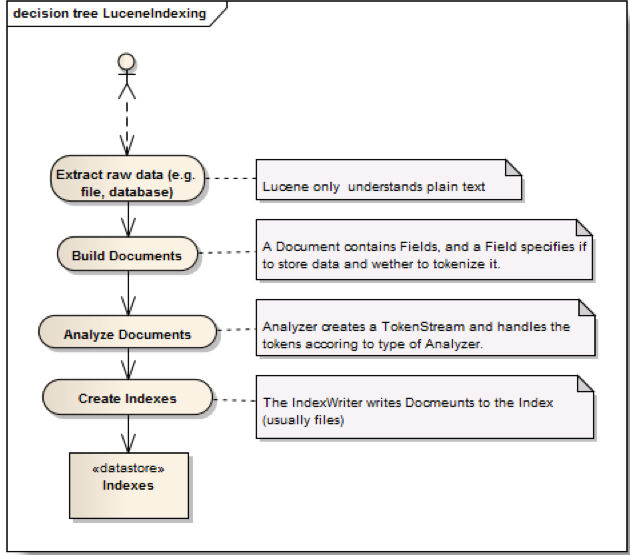 decision tree LuceneIndexing
Extract raw data (e.g.
file, database)
Lucene only understands plain text
Build Documents
A Document contains Fields, and a Field specifies if
to store data and wether to tokenize it.
Analyze Documents
Analyzer creates a TokenStream and handles the
tokens accoring to type of Analyzer.
Create Indexes
The IndexWriter writes Docmeunts to the Index
(usually files)
«datastore»
Indexes